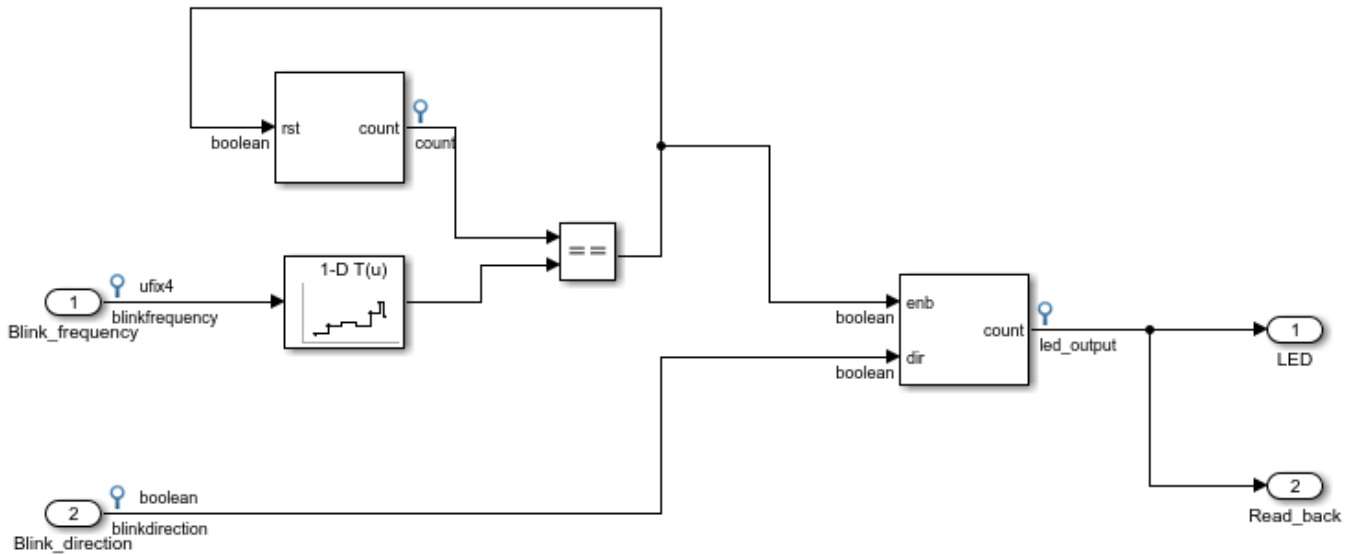 rst
count
boolean
count
1-D T(u)
==
1
ufix4
blinkfrequency
Blink_frequency
enb
boolean
count
dir
boolean
led_output
1
LED
2
boolean
blinkdirection
Blink_direction
2
Read_back